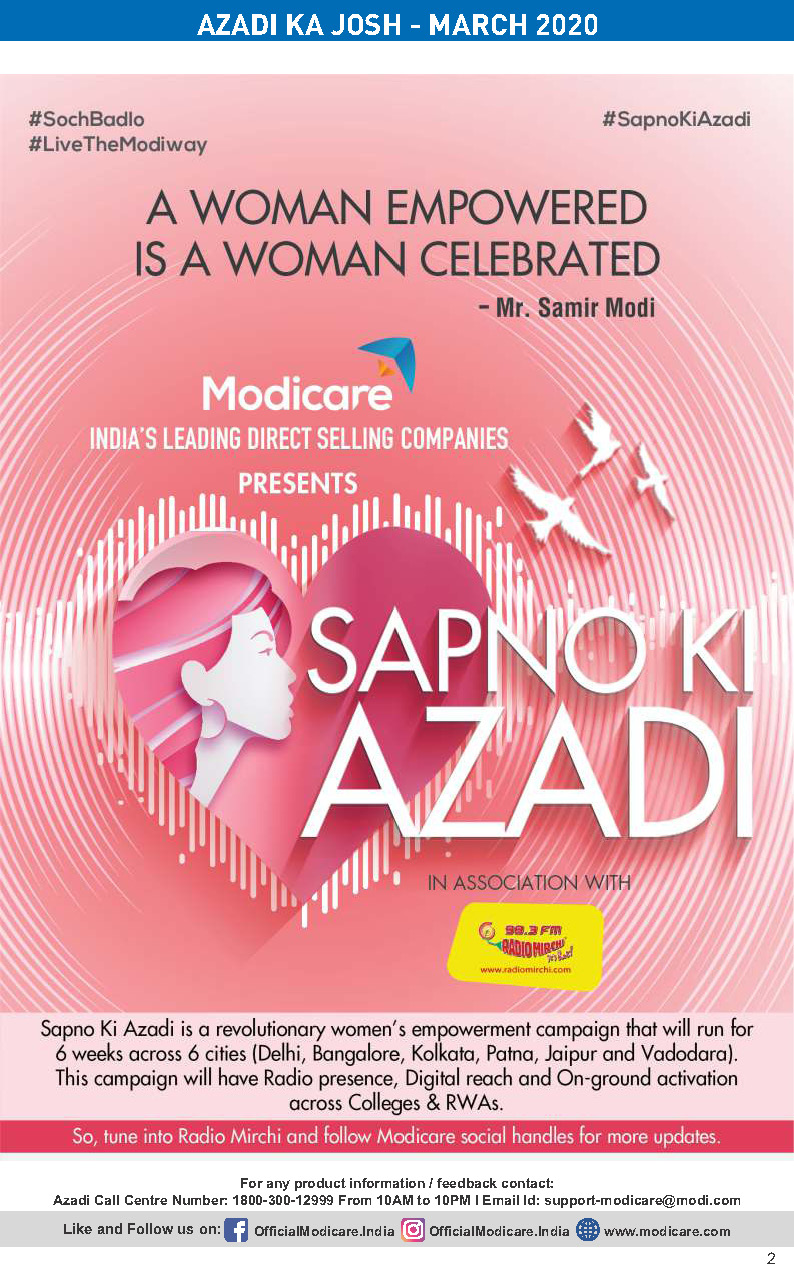 AZADI KA JOSH - MARCH 2020
#SochBadlo
#SapnoKiAzadi
#LiveTheModiway
A WOMAN EMPOWERED
IS A WOMAN CELEBRATED
– Mr. Samir Modi
Modicare
INDIA'S LEADING DIRECT SELLING COMPANIES
PRESENTS
SAPNO KI
AZADI
IN ASSOCIATION WITH
98.3 FM
RADIO MIRCHI
www.radiomirchi.com
Sapno Ki Azadi is a revolutionary women's empowerment campaign that will run for
6 weeks across 6 cities (Delhi, Bangalore, Kolkata, Patna, Jaipur and Vadodara).
This campaign will have Radio presence, Digital reach and On-ground activation
across Colleges & RWAs.
So, tune into Radio Mirchi and follow Modicare social handles for more updates.
For any product information / feedback contact:
Azadi Call Centre Number: 1800-300-12999 From 10AM to 10PM I Email Id: support-modicare@modi.com
Like and Follow us on: OfficialModicare.India OfficialModicare.India www.modicare.com
2